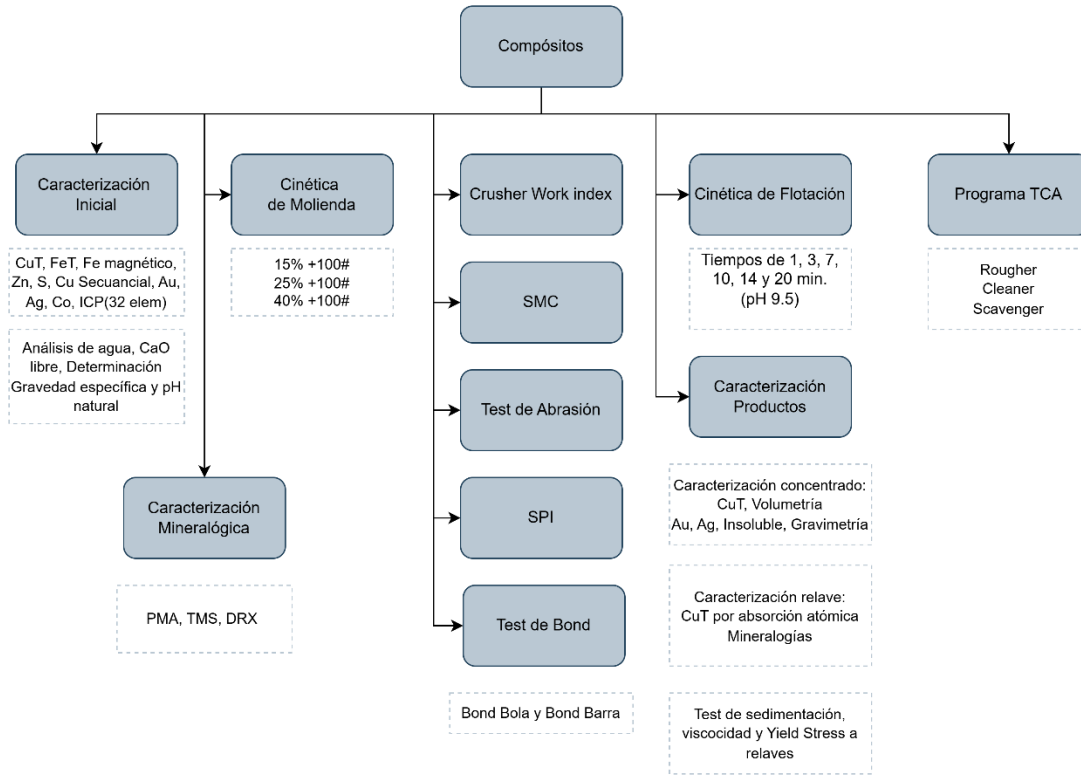 Compósitos
Caracterización
Inicial
CuT, FeT, Fe magnético,
Zn, S, Cu Secuancial, Au,
Ag, Co, ICP(32 elem)
Análisis de agua, CaO
libre, Determinación
Gravedad específica y pH
natural
Caracterización
Mineralógica
PMA, TMS, DRX
Cinética
de Molienda
15% +100#
25% +100#
40% +100#
Crusher Work index
SMC
Test de Abrasión
SPI
Test de Bond
Bond Bola y Bond Barra
Cinética de Flotación
Tiempos de 1, 3, 7,
10, 14 y 20 min.
(pH 9.5)
Caracterización
Productos
Caracterización concentrado:
CuT, Volumetría
Au, Ag, Insoluble, Gravimetría
Caracterización relave:
CuT por absorción atómica
Mineralogías
Test de sedimentación,
viscocidad y Yield Stress a
relaves
Programa TCA
Rougher
Cleaner
Scavenger